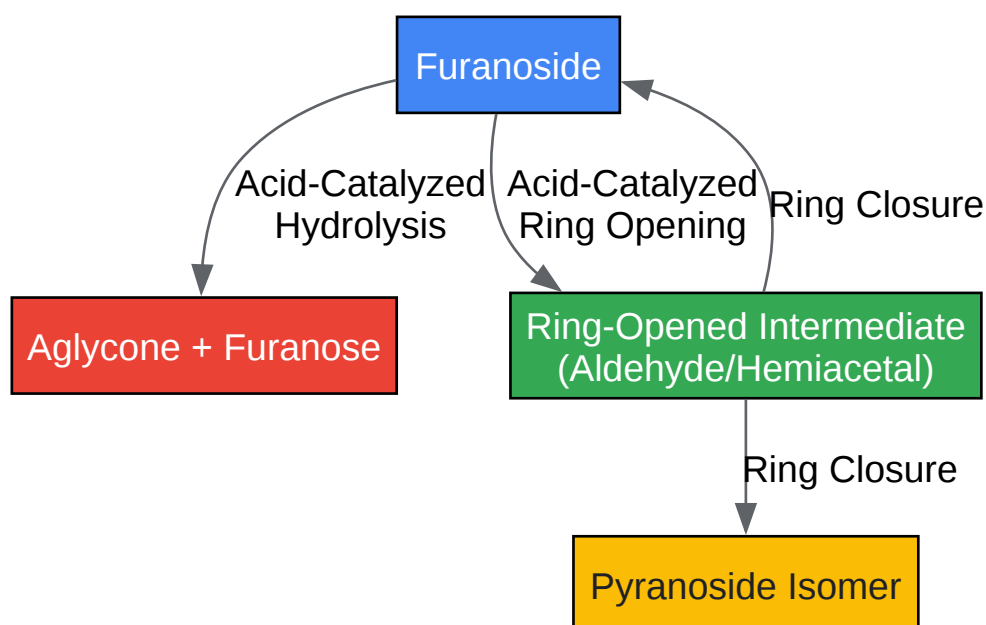 Furanoside
Acid-Catalyzed
Hydrolysis
Acid-Catalyzed
Ring Opening
Ring Closure
Aglycone + Furanose
Ring-Opened Intermediate
(Aldehyde/Hemiacetal)
Ring Closure
Pyranoside Isomer